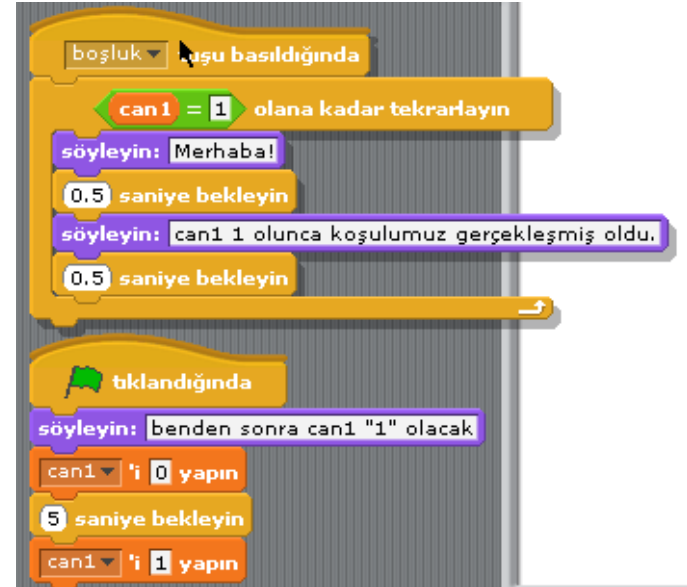 boşluk tuşu basıldığında
can1 = 1 olana kadar tekrarlayın
söyleyin: Merhaba!
0.5 saniye bekleyin
söyleyin: can1 1 olunca koşulumuz gerçekleşmiş oldu.
0.5 saniye bekleyin
tıklandığında
söyleyin: benden sonra can1 "1" olacak
can1 'i 0 yapın
5 saniye bekleyin
can1 'i 1 yapın